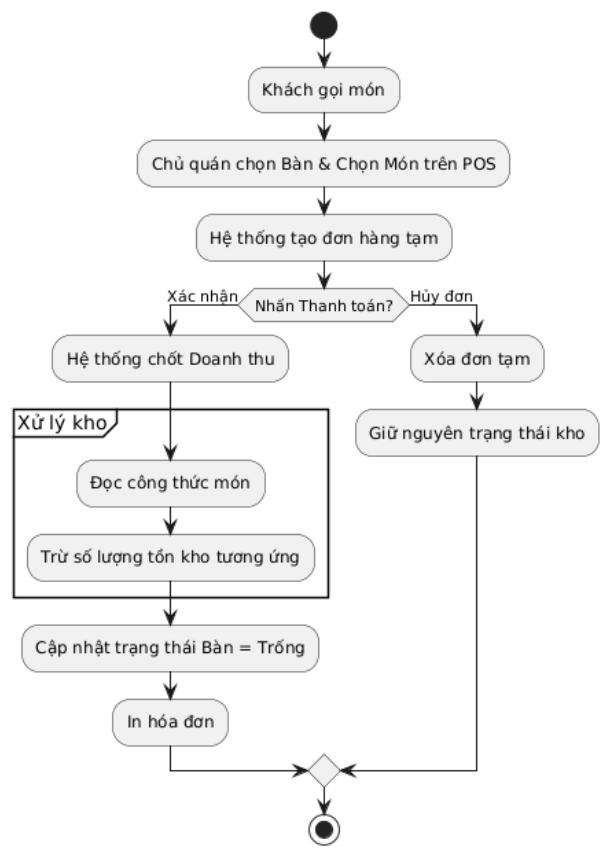 Khách gọi món
Chủ quán chọn Bàn & Chọn Món trên POS
Hệ thống tạo đơn hàng tạm
Nhấn Thanh toán?
Xác nhận
Hủy đơn
Hệ thống chốt Doanh thu
Xóa đơn tạm
Xử lý kho
Giữ nguyên trạng thái kho
Đọc công thức món
Trừ số lượng tồn kho tương ứng
Cập nhật trạng thái Bàn = Trống
In hóa đơn